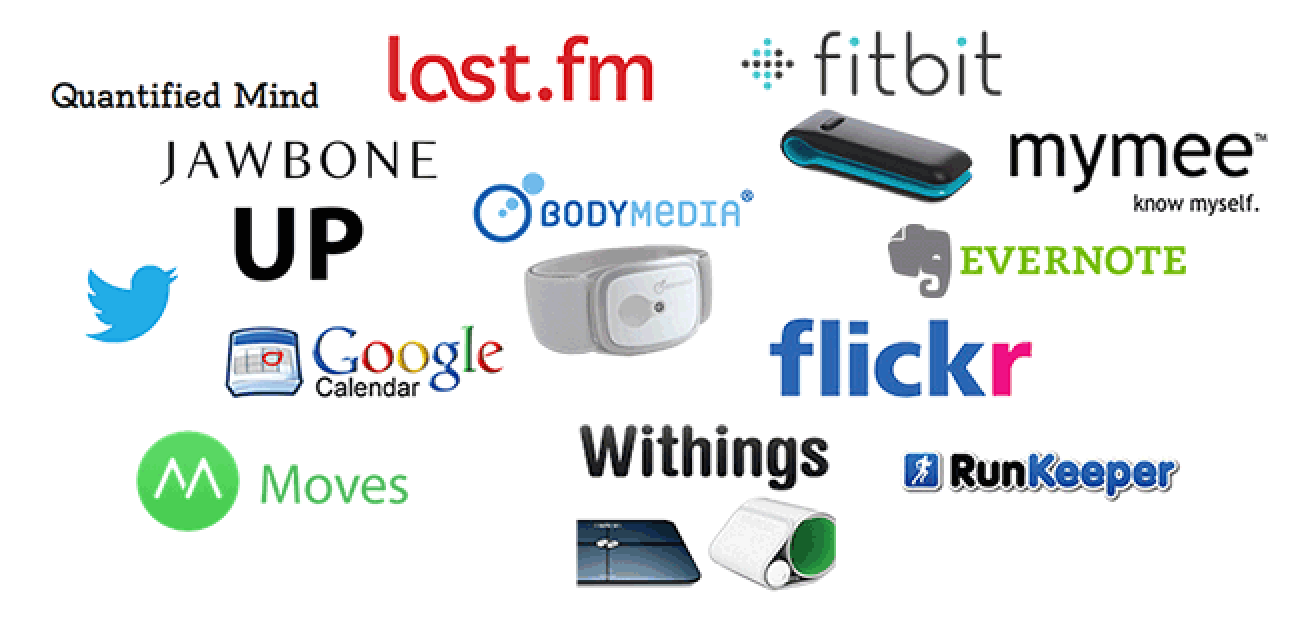 last.fm
fitbit
Quantified Mind
JAWBONE
mymee™
know myself.
BODYMEDIA®
UP
EVERNOTE
Google
Calendar
flickr
Withings
RunKeeper
Moves